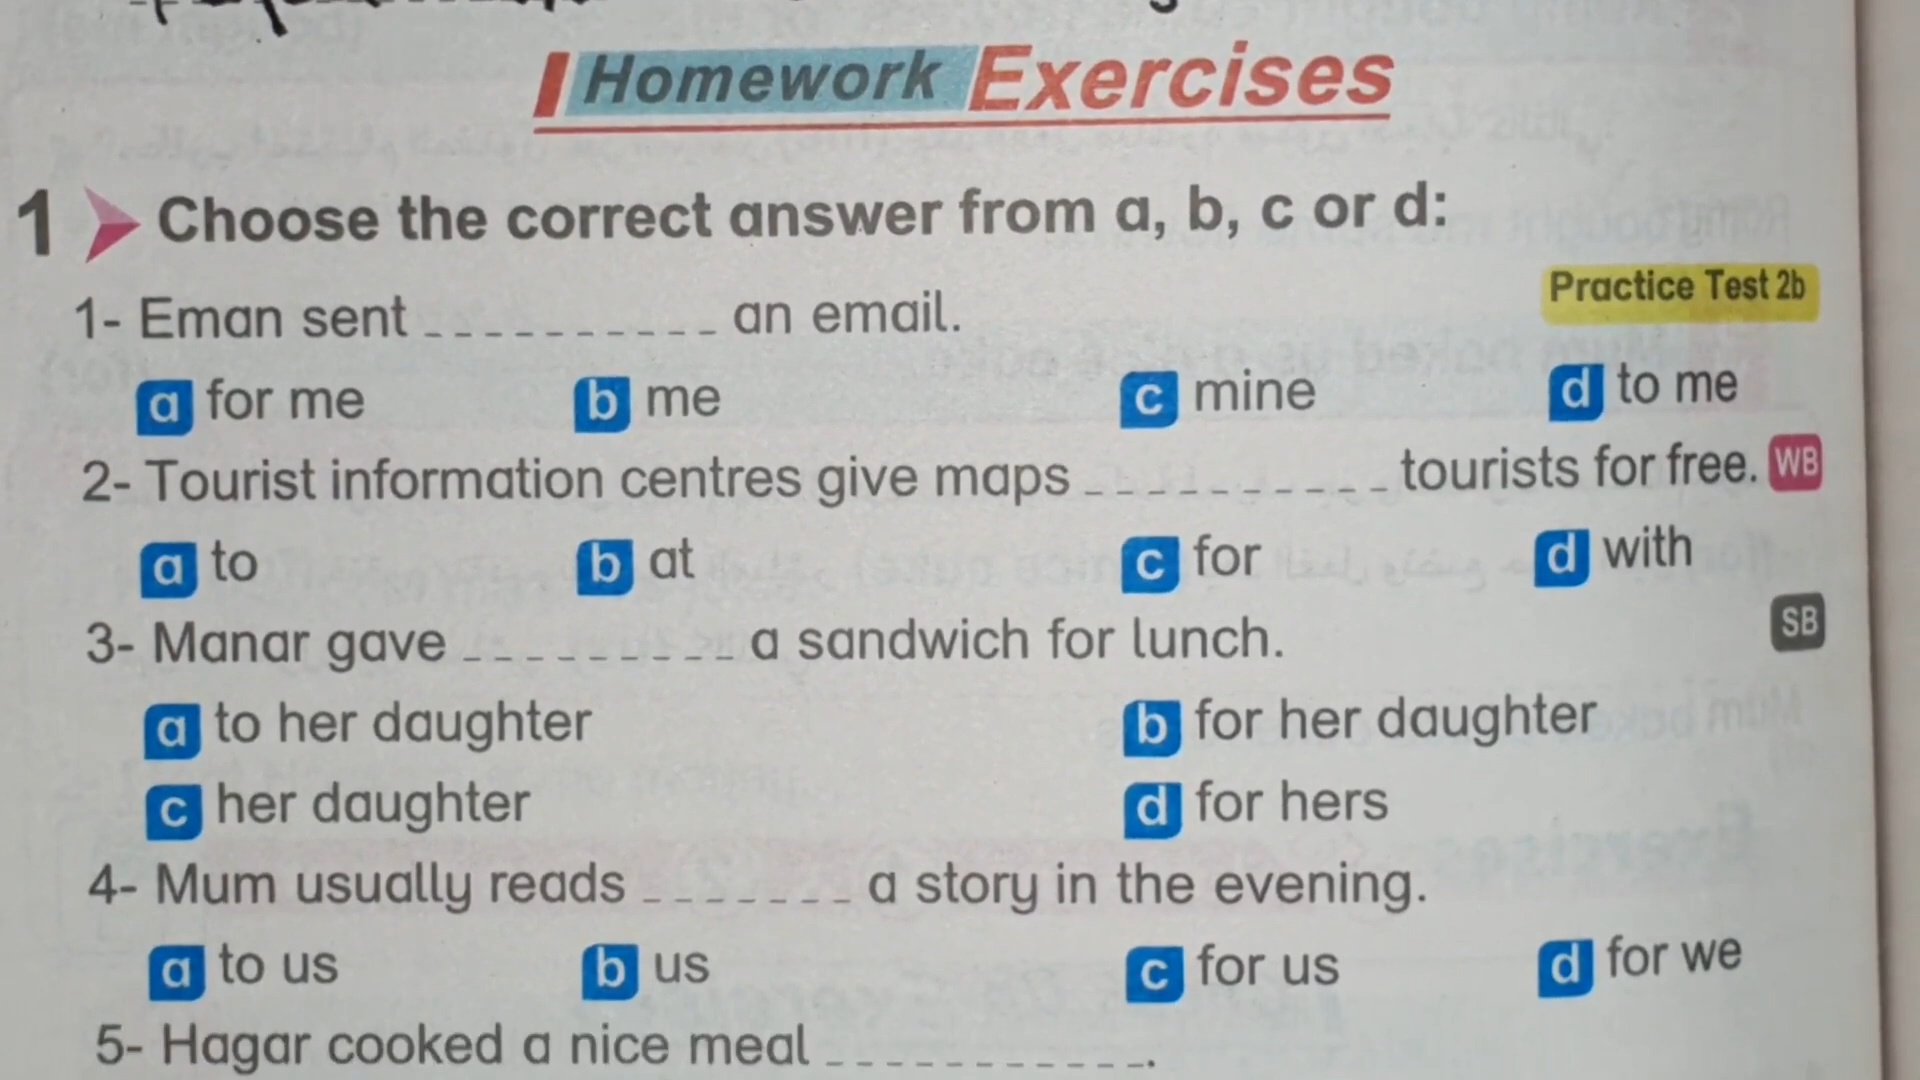 Homework Exercises
1 Choose the correct answer from a, b, c or d:
Practice Test 2b
1- Eman sent __________ an email.
a for me b me c mine d to me
2- Tourist information centres give maps __________ tourists for free. WB
a to b at c for d with
3- Manar gave _________ a sandwich for lunch. SB
a to her daughter b for her daughter
c her daughter d for hers
4- Mum usually reads _______ a story in the evening.
a to us b us c for us d for we
5- Hagar cooked a nice meal ___________.